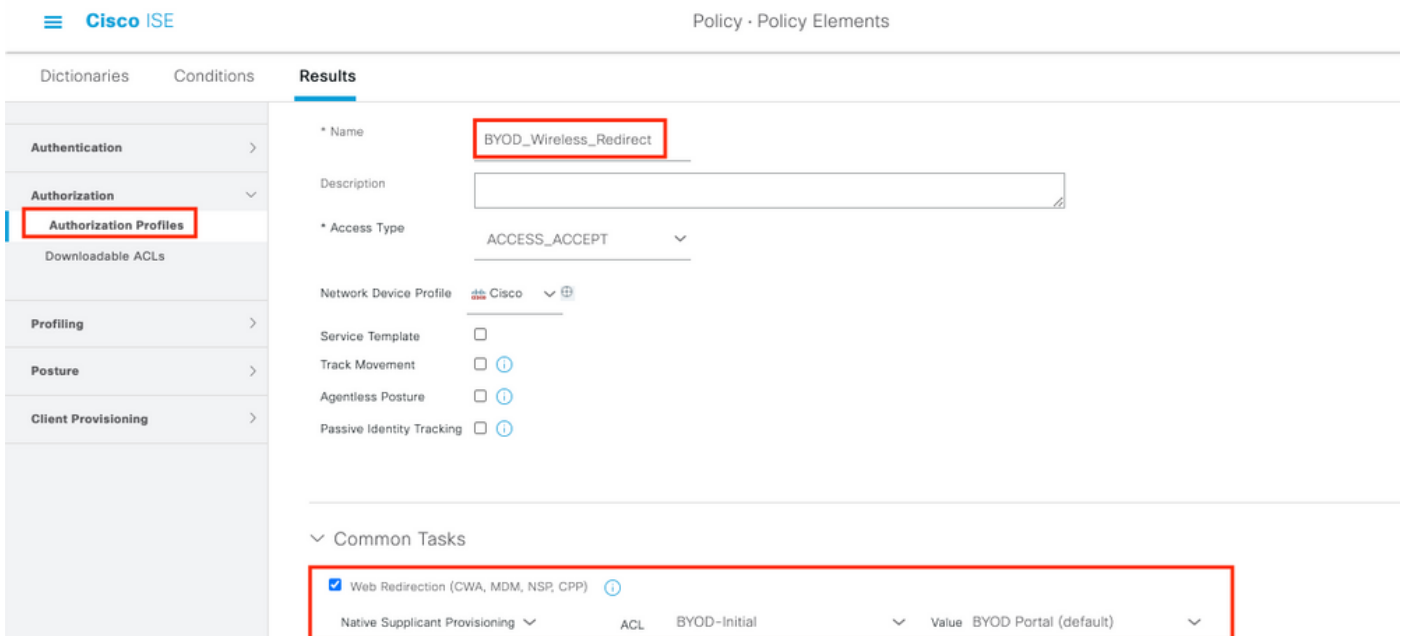 Cisco ISE
Policy · Policy Elements
Dictionaries Conditions Results
Authentication
Authorization
Authorization Profiles
Downloadable ACLs
Profiling
Posture
Client Provisioning
* Name BYOD_Wireless_Redirect
Description
* Access Type ACCESS_ACCEPT
Network Device Profile Cisco
Service Template
Track Movement
Agentless Posture
Passive Identity Tracking
Common Tasks
Web Redirection (CWA, MDM, NSP, CPP)
Native Supplicant Provisioning ACL BYOD-Initial Value BYOD Portal (default)